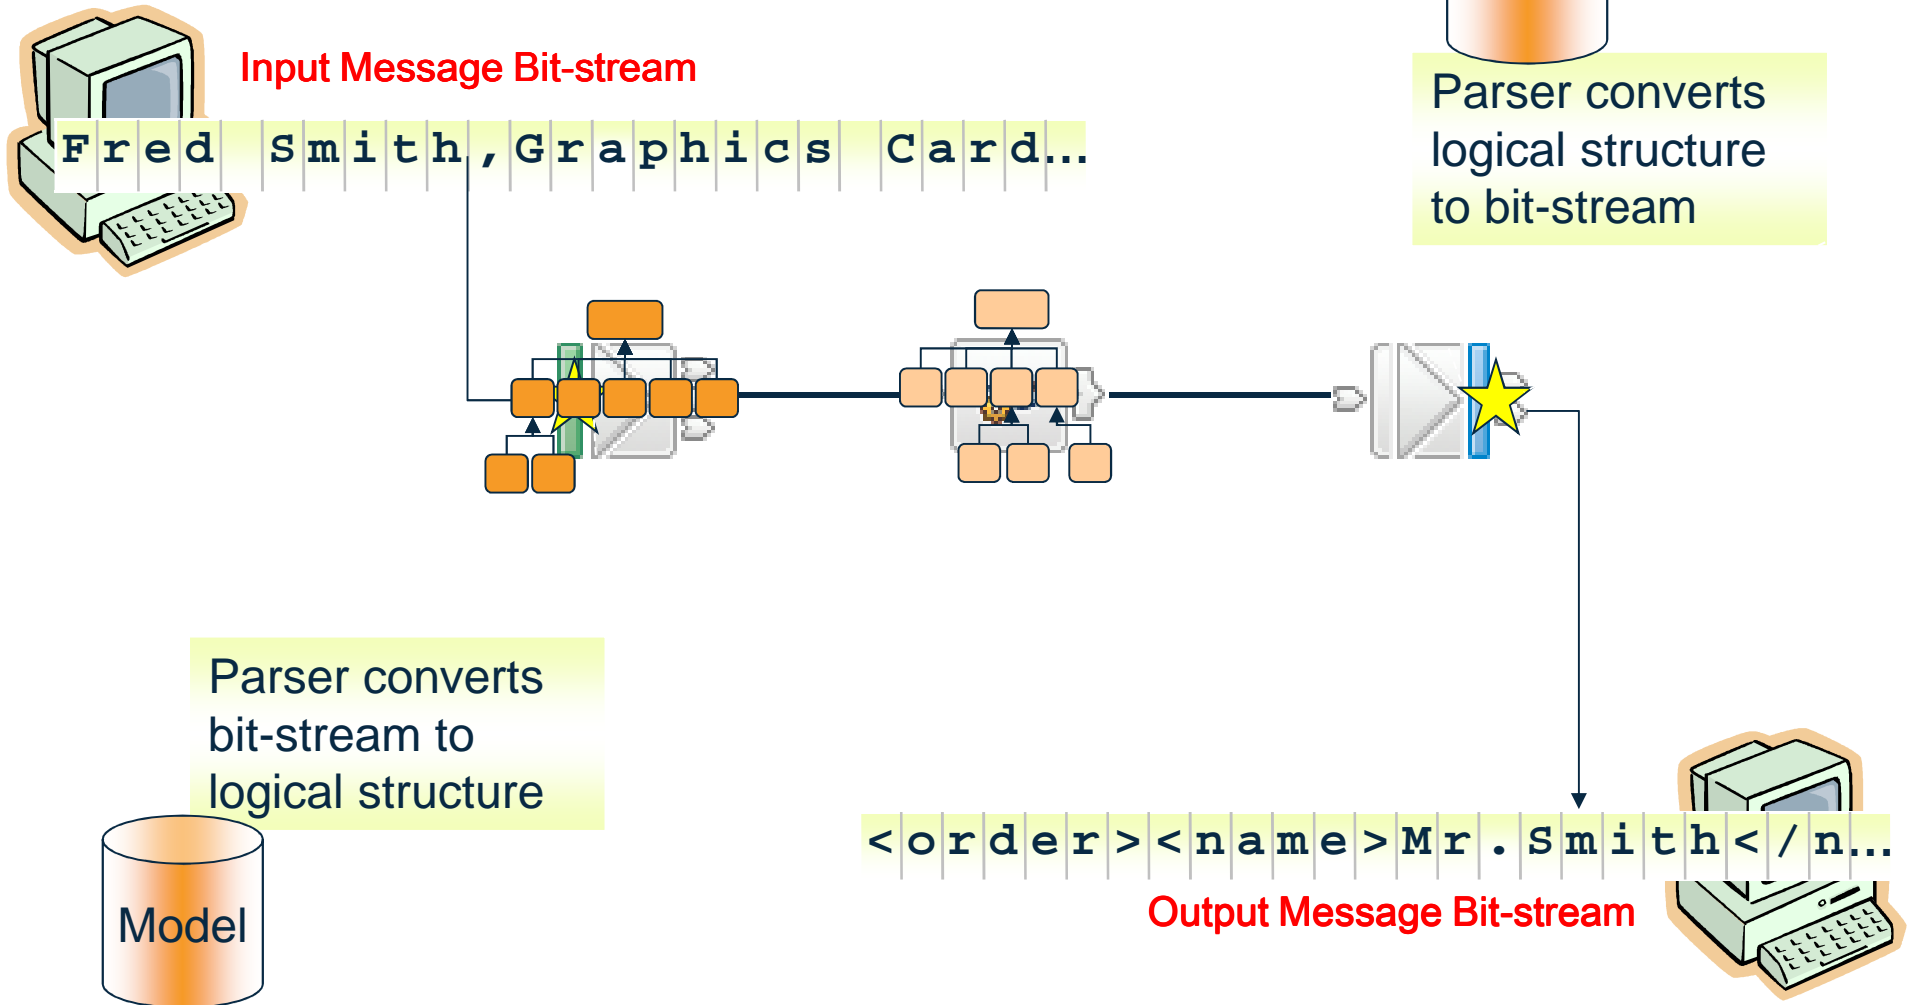 Input Message Bit-stream
Fred Smith,Graphics Card...
Parser converts
logical structure
to bit-stream
Parser converts
bit-stream to
logical structure
Model
<order><name>Mr.Smith</n...
Output Message Bit-stream